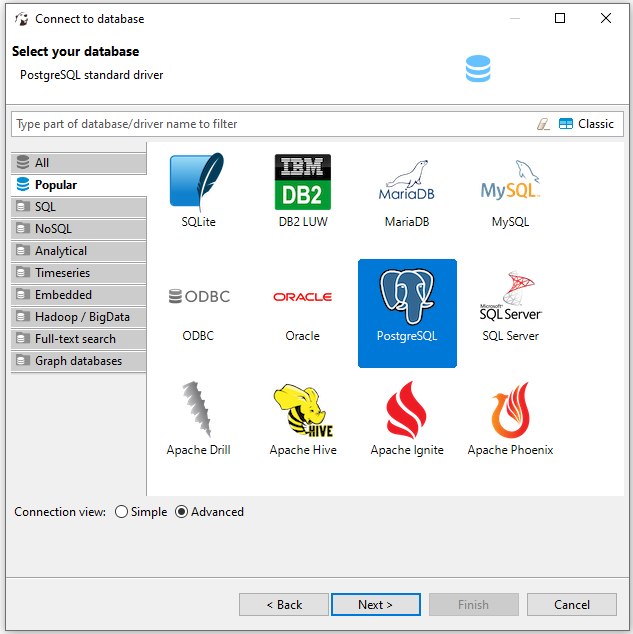 Connect to database
Select your database
PostgreSQL standard driver
Type part of database/driver name to filter
Classic
All
Popular
SQL
NoSQL
Analytical
Timeseries
Embedded
Hadoop / BigData
Full-text search
Graph databases
SQLite
IBM
DB2
DB2 LUW
MariaDB
MariaDB
MySQL
MySQL
ODBC
ODBC
ORACLE
Oracle
PostgreSQL
Microsoft
SQL Server
SQL Server
Apache Drill
HIVE
Apache Hive
Apache Ignite
Apache Phoenix
Connection view: Simple Advanced
< Back Next > Finish Cancel